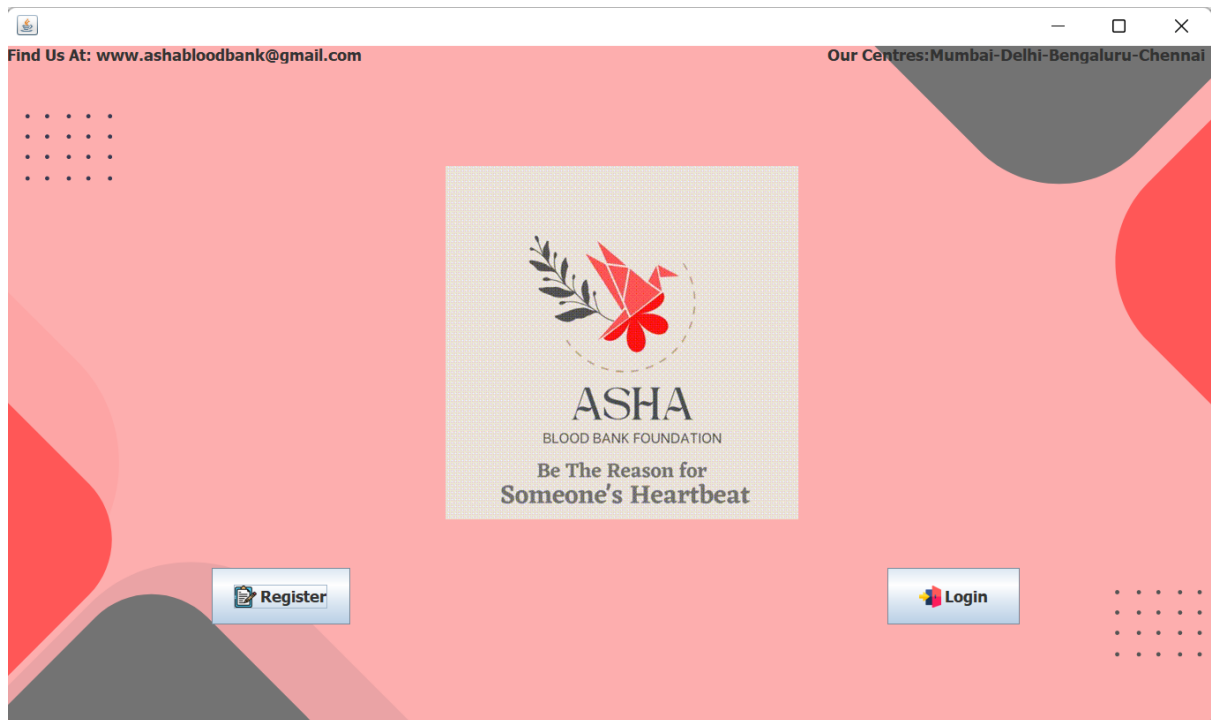 Find Us At: www.ashabloodbank@gmail.com
Our Centres:Mumbai-Delhi-Bengaluru-Chennai
ASHA
BLOOD BANK FOUNDATION
Be The Reason for
Someone's Heartbeat
Register
Login